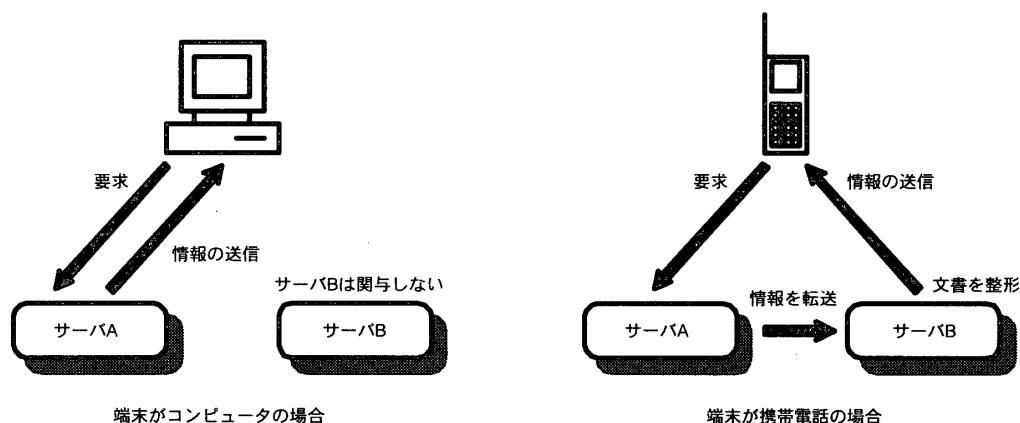 要求
情報の送信
サーバBは関与しない
サーバA
サーバB
端末がコンピュータの場合
要求
情報の送信
文書を整形
情報を転送
サーバA
サーバB
端末が携帯電話の場合